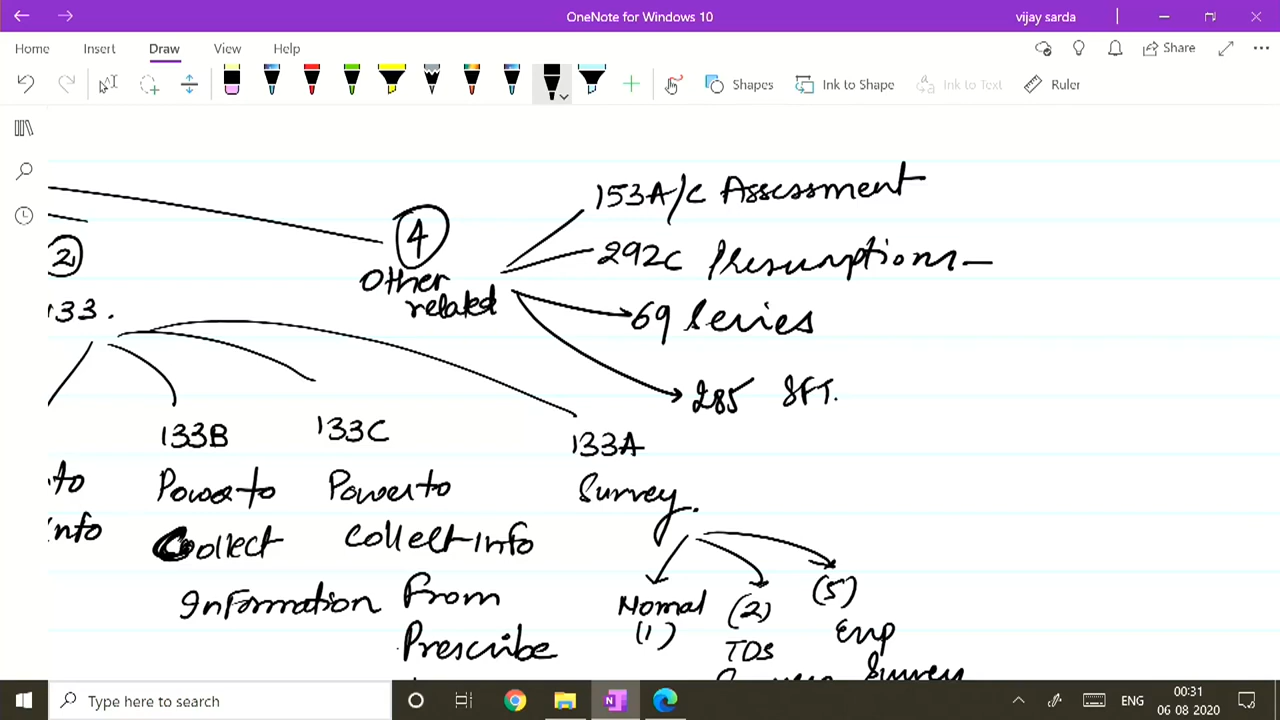 OneNote for Windows 10
vijay sarda
Home Insert Draw View Help
Share
Shapes Ink to Shape Ink to Text Ruler
153A/C Assessment
4
292C Presumptions
2
Other
related
133.
69 Series
285 SFT.
133B
133C
133A
to
Power to
Power to
Survey.
Info
Collect
Collect Info
Information
From
Normal
(1)
(2)
TDS
(5)
Emp
Survey
Prescribe
Type here to search
ENG
00:31
06-08-2020